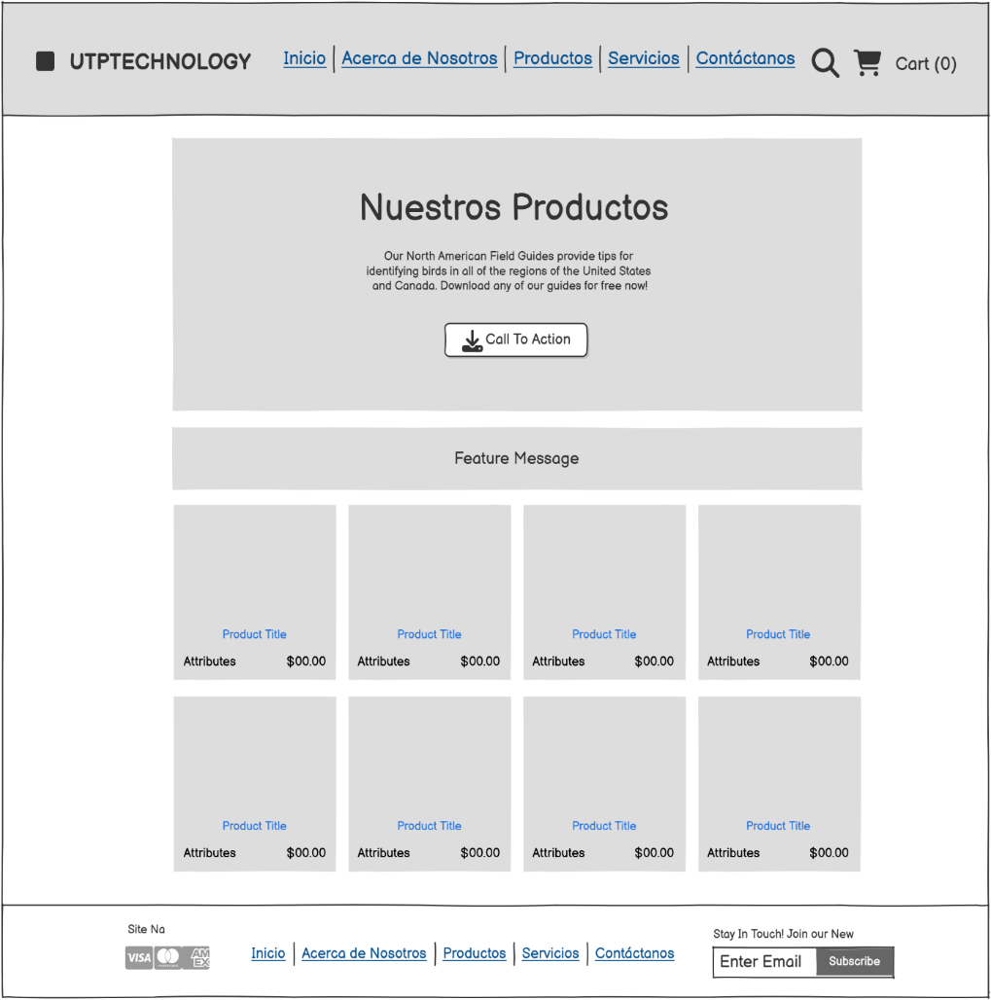 UTPTECHNOLOGY
Inicio Acerca de Nosotros Productos Servicios Contáctanos
Cart (0)
Nuestros Productos
Our North American Field Guides provide tips for
identifying birds in all of the regions of the United States
and Canada. Download any of our guides for free now!
Call To Action
Feature Message
Product Title
Attributes $00.00
Product Title
Attributes $00.00
Product Title
Attributes $00.00
Product Title
Attributes $00.00
Product Title
Attributes $00.00
Product Title
Attributes $00.00
Product Title
Attributes $00.00
Product Title
Attributes $00.00
Site Na
VISA
AM
EX
Inicio Acerca de Nosotros Productos Servicios Contáctanos
Stay In Touch! Join our New
Enter Email Subscribe